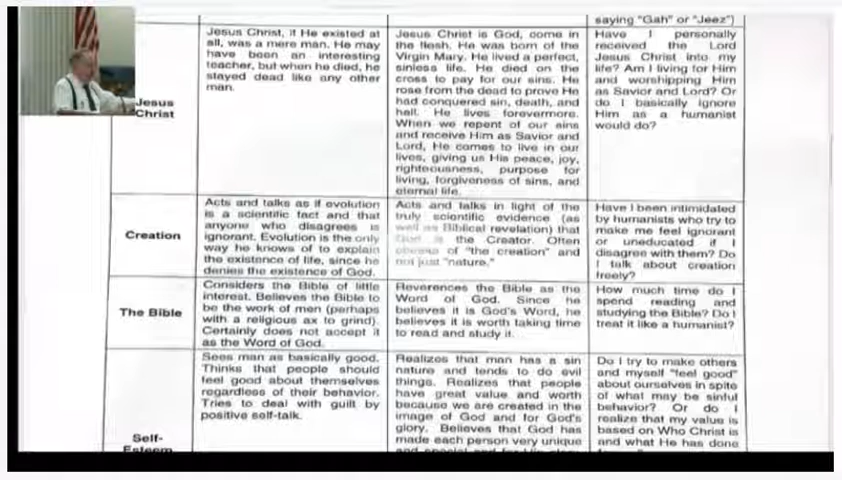 saying "Gah" or "Jeez")
Jesus
Christ
Jesus Christ, if He existed at
all, was a mere man. He may
have been an interesting
teacher, but when he died, he
stayed dead like any other
man.
Jesus Christ is God, come in
the flesh. He was born of the
Virgin Mary. He lived a perfect,
sinless life. He died on the
cross to pay for our sins. He
rose from the dead to prove He
had conquered sin, death, and
hell. He lives forevermore.
When we repent of our sins
and receive Him as Savior and
Lord, He comes to live in our
lives, giving us His peace, joy,
righteousness, purpose for
living, forgiveness of sins, and
eternal life.
Have I personally
received the Lord
Jesus Christ into my
life? Am I living for Him
and worshipping Him
as Savior and Lord? Or
do I basically ignore
Him as a humanist
would do?
Creation
Acts and talks as if evolution
is a scientific fact and that
anyone who disagrees is
ignorant. Evolution is the only
way he knows of to explain
the existence of life, since he
denies the existence of God.
Acts and talks in light of the
truly scientific evidence (as
well as Biblical revelation) that
God is the Creator. Often
speaks of "the creation" and
not just "nature."
Have I been intimidated
by humanists who try to
make me feel ignorant
or uneducated if I
disagree with them? Do
I talk about creation
freely?
The Bible
Considers the Bible of little
interest. Believes the Bible to
be the work of men (perhaps
with a religious ax to grind).
Certainly does not accept it
as the Word of God.
Reverences the Bible as the
Word of God. Since he
believes it is God's Word, he
believes it is worth taking time
to read and study it.
How much time do I
spend reading and
studying the Bible? Do I
treat it like a humanist?
Self-
Esteem
Sees man as basically good.
Thinks that people should
feel good about themselves
regardless of their behavior.
Tries to deal with guilt by
positive self-talk.
Realizes that man has a sin
nature and tends to do evil
things. Realizes that people
have great value and worth
because we are created in the
image of God and for God's
glory. Believes that God has
made each person very unique
and special and for His glory
Do I try to make others
and myself "feel good"
about ourselves in spite
of what may be sinful
behavior? Or do I
realize that my value is
based on Who Christ is
and what He has done